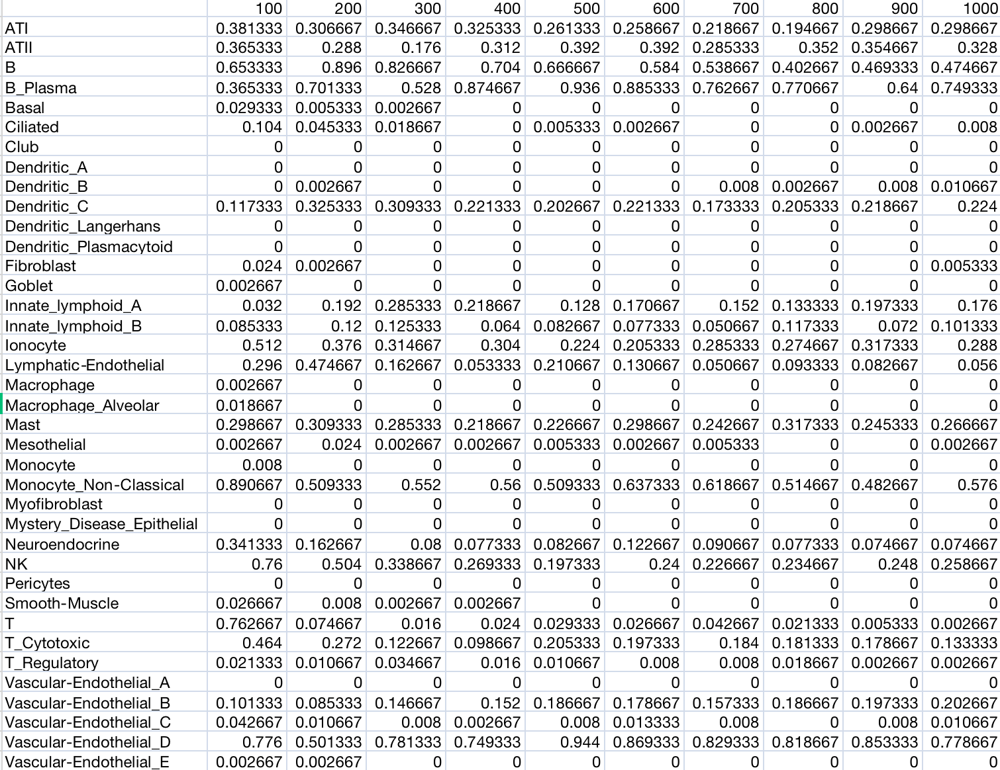 100 200 300 400 500 600 700 800 900 1000
ATI 0.381333 0.306667 0.346667 0.325333 0.261333 0.258667 0.218667 0.194667 0.298667 0.298667
ATII 0.365333 0.288 0.176 0.312 0.392 0.392 0.285333 0.352 0.354667 0.328
B 0.653333 0.896 0.826667 0.704 0.666667 0.584 0.538667 0.402667 0.469333 0.474667
B_Plasma 0.365333 0.701333 0.528 0.874667 0.936 0.885333 0.762667 0.770667 0.64 0.749333
Basal 0.029333 0.005333 0.002667 0 0 0 0 0 0 0
Ciliated 0.104 0.045333 0.018667 0 0.005333 0.002667 0 0 0.002667 0.008
Club 0 0 0 0 0 0 0 0 0 0
Dendritic_A 0 0 0 0 0 0 0 0 0 0
Dendritic_B 0 0.002667 0 0 0 0 0.008 0.002667 0.008 0.010667
Dendritic_C 0.117333 0.325333 0.309333 0.221333 0.202667 0.221333 0.173333 0.205333 0.218667 0.224
Dendritic_Langerhans 0 0 0 0 0 0 0 0 0 0
Dendritic_Plasmacytoid 0 0 0 0 0 0 0 0 0 0
Fibroblast 0.024 0.002667 0 0 0 0 0 0 0 0.005333
Goblet 0.002667 0 0 0 0 0 0 0 0 0
Innate_lymphoid_A 0.032 0.192 0.285333 0.218667 0.128 0.170667 0.152 0.133333 0.197333 0.176
Innate_lymphoid_B 0.085333 0.12 0.125333 0.064 0.082667 0.077333 0.050667 0.117333 0.072 0.101333
Ionocyte 0.512 0.376 0.314667 0.304 0.224 0.205333 0.285333 0.274667 0.317333 0.288
Lymphatic-Endothelial 0.296 0.474667 0.162667 0.053333 0.210667 0.130667 0.050667 0.093333 0.082667 0.056
Macrophage 0.002667 0 0 0 0 0 0 0 0 0
Macrophage_Alveolar 0.018667 0 0 0 0 0 0 0 0 0
Mast 0.298667 0.309333 0.285333 0.218667 0.226667 0.298667 0.242667 0.317333 0.245333 0.266667
Mesothelial 0.002667 0.024 0.002667 0.002667 0.005333 0.002667 0.005333 0 0 0.002667
Monocyte 0.008 0 0 0 0 0 0 0 0 0
Monocyte_Non-Classical 0.890667 0.509333 0.552 0.56 0.509333 0.637333 0.618667 0.514667 0.482667 0.576
Myofibroblast 0 0 0 0 0 0 0 0 0 0
Mystery_Disease_Epithelial 0 0 0 0 0 0 0 0 0 0
Neuroendocrine 0.341333 0.162667 0.08 0.077333 0.082667 0.122667 0.090667 0.077333 0.074667 0.074667
NK 0.76 0.504 0.338667 0.269333 0.197333 0.24 0.226667 0.234667 0.248 0.258667
Pericytes 0 0 0 0 0 0 0 0 0 0
Smooth-Muscle 0.026667 0.008 0.002667 0.002667 0 0 0 0 0 0
T 0.762667 0.074667 0.016 0.024 0.029333 0.026667 0.042667 0.021333 0.005333 0.002667
T_Cytotoxic 0.464 0.272 0.122667 0.098667 0.205333 0.197333 0.184 0.181333 0.178667 0.133333
T_Regulatory 0.021333 0.010667 0.034667 0.016 0.010667 0.008 0.008 0.018667 0.002667 0.002667
Vascular-Endothelial_A 0 0 0 0 0 0 0 0 0 0
Vascular-Endothelial_B 0.101333 0.085333 0.146667 0.152 0.186667 0.178667 0.157333 0.186667 0.197333 0.202667
Vascular-Endothelial_C 0.042667 0.010667 0.008 0.002667 0.008 0.013333 0.008 0 0.008 0.010667
Vascular-Endothelial_D 0.776 0.501333 0.781333 0.749333 0.944 0.869333 0.829333 0.818667 0.853333 0.778667
Vascular-Endothelial_E 0.002667 0.002667 0 0 0 0 0 0 0 0